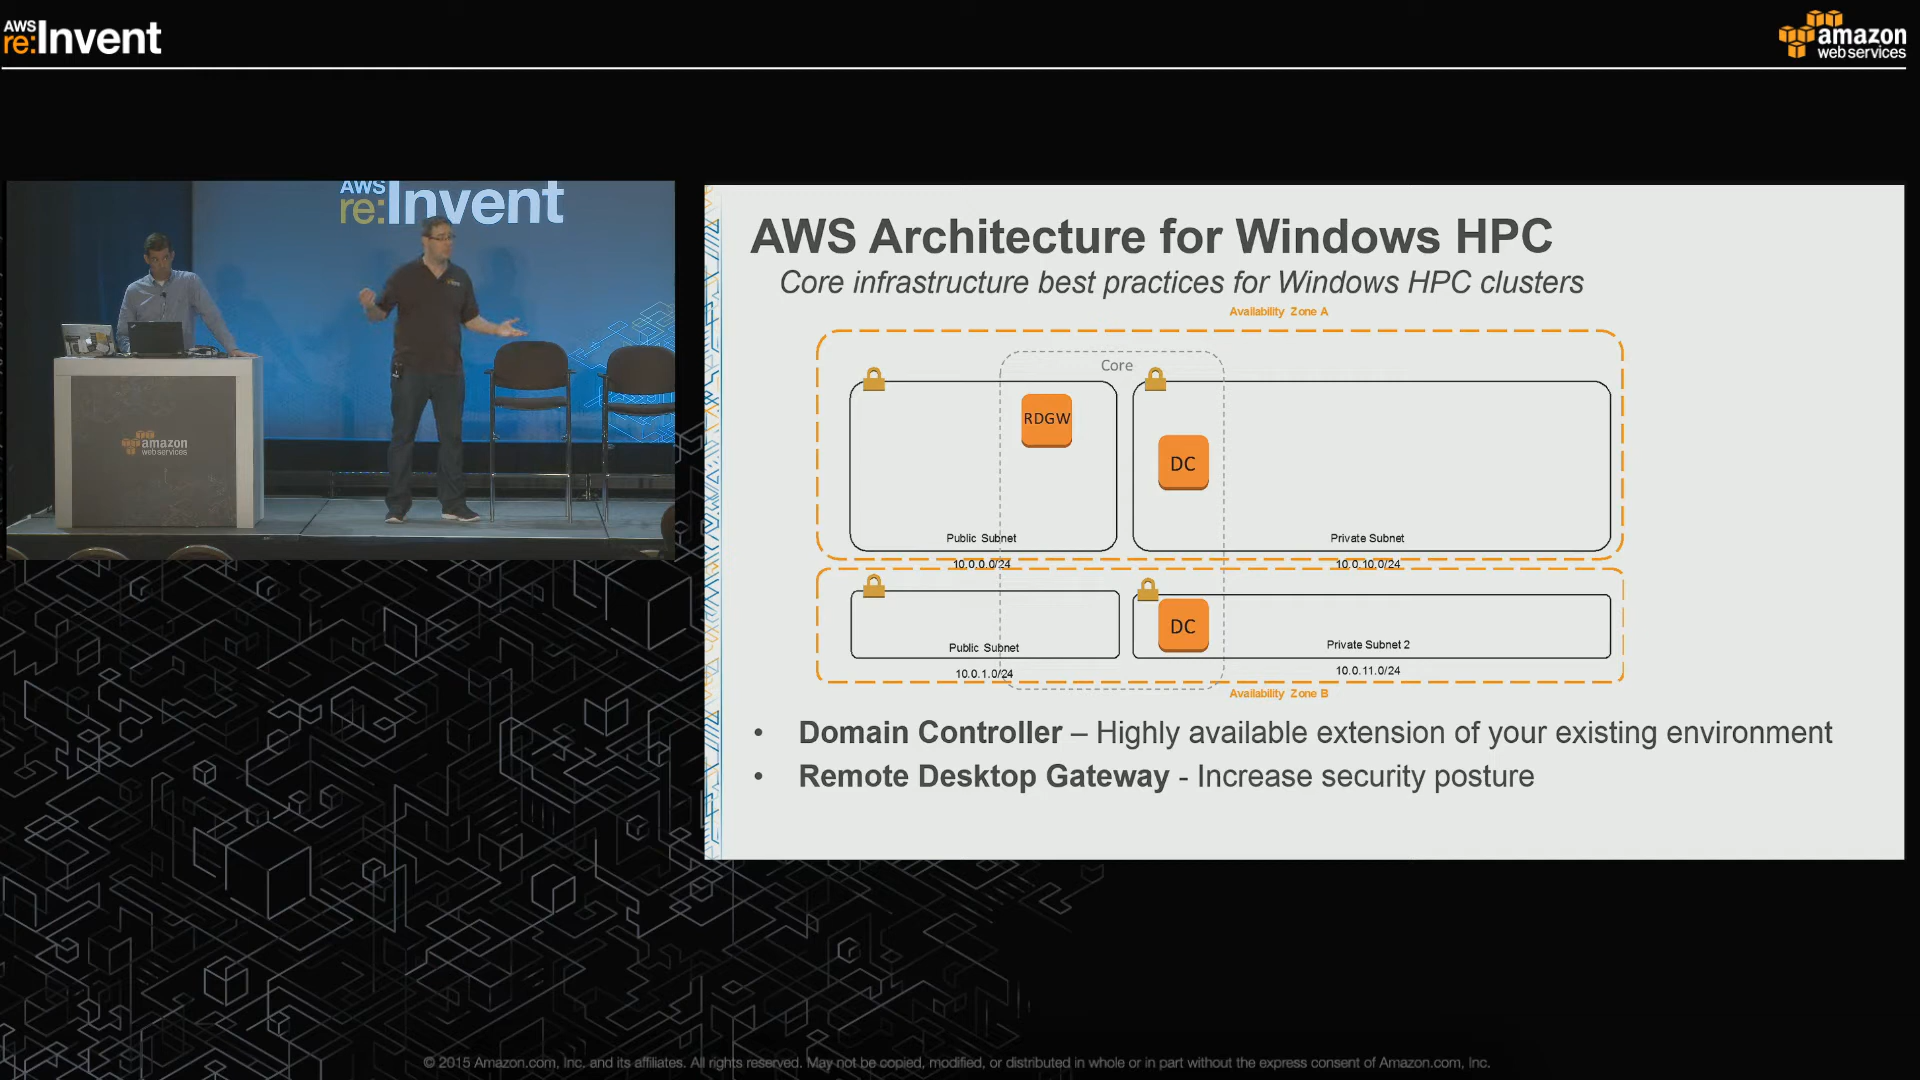 AWS
re:Invent
amazon
web services
AWS
re:Invent
amazon
web services
AWS Architecture for Windows HPC
Core infrastructure best practices for Windows HPC clusters
Availability Zone A
Core
RDGW
DC
Public Subnet
Private Subnet
10.0.0.0/24
10.0.10.0/24
DC
Public Subnet
Private Subnet 2
10.0.1.0/24
10.0.11.0/24
Availability Zone B
• Domain Controller – Highly available extension of your existing environment
• Remote Desktop Gateway - Increase security posture
© 2015 Amazon.com, Inc. and its affiliates. All rights reserved. May not be copied, modified, or distributed in whole or in part without the express consent of Amazon.com, Inc.